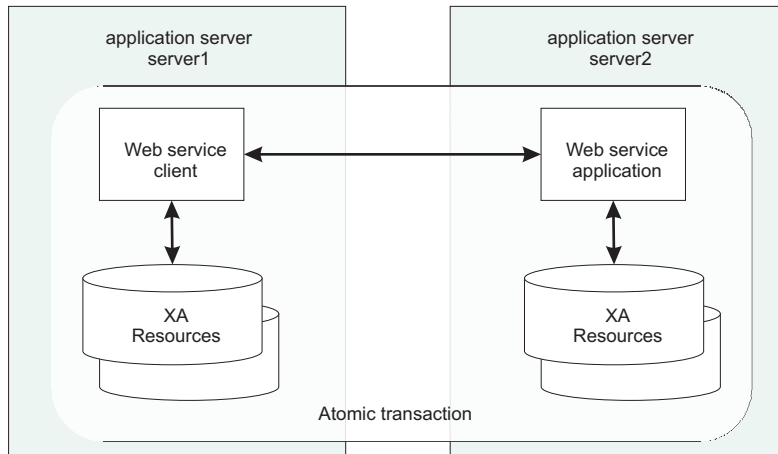 application server
server1
application server
server2
Web service
client
Web service
application
XA
Resources
XA
Resources
Atomic transaction